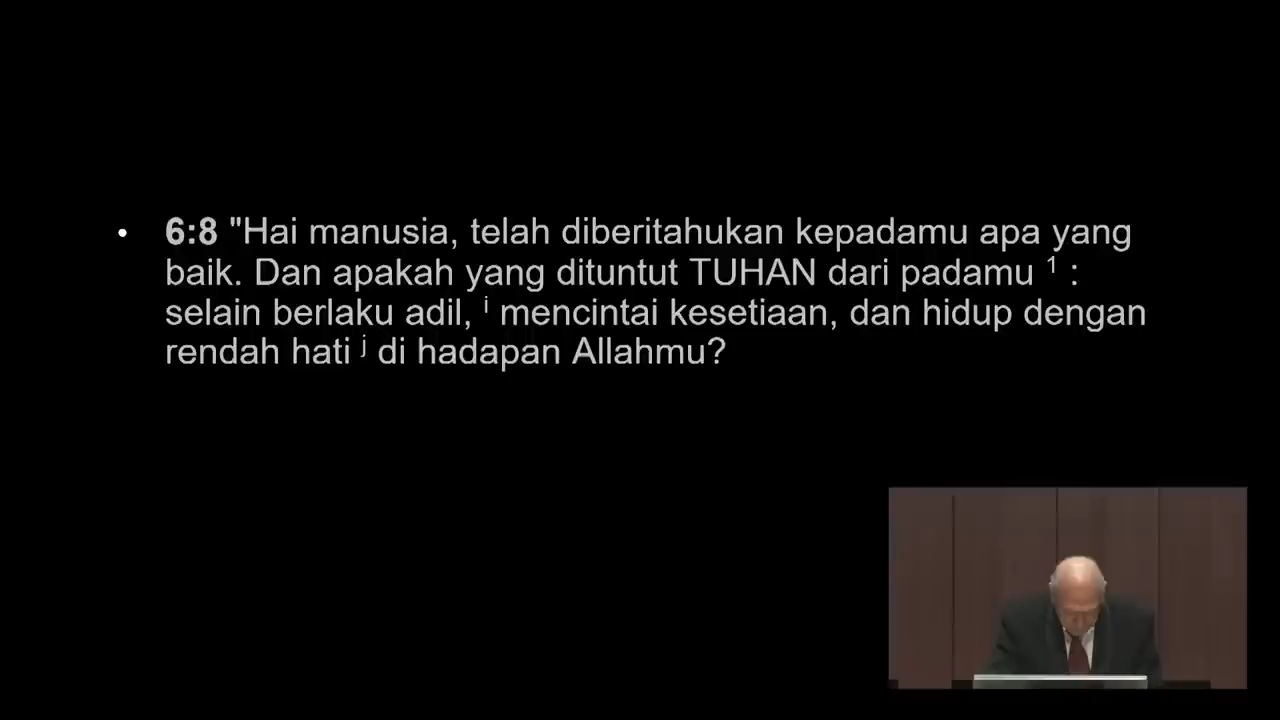 • 6:8 "Hai manusia, telah diberitahukan kepadamu apa yang
baik. Dan apakah yang dituntut TUHAN dari padamu ¹ :
selain berlaku adil, ⁱ mencintai kesetiaan, dan hidup dengan
rendah hati ʲ di hadapan Allahmu?